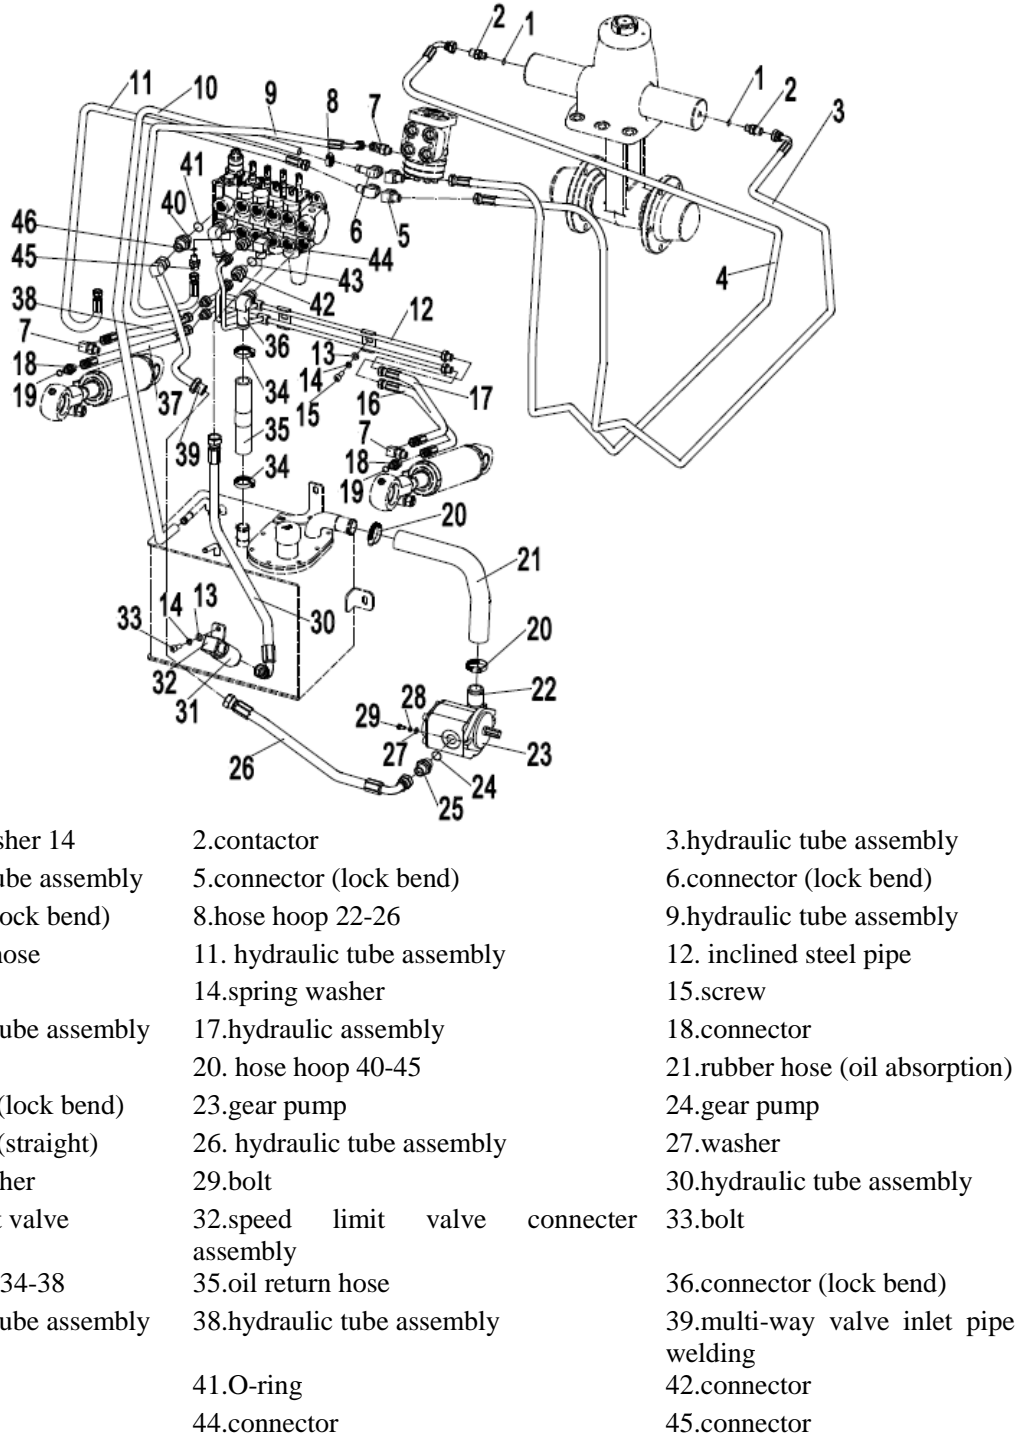 2 1
11 10 9 8 7 1 2 3
41
40
46
45
6 5 44 43 42 4
38 12
7
18
19
36 13 14 15 16 17
37 34 35 39 34
7
18
19
20
21
14 13
33
30
32
31
20
22
28
29
27
23
26
24
25
sher 14 2.contactor 3.hydraulic tube assembly
ube assembly 5.connector (lock bend) 6.connector (lock bend)
ock bend) 8.hose hoop 22-26 9.hydraulic tube assembly
ose 11. hydraulic tube assembly 12. inclined steel pipe
14.spring washer 15.screw
ube assembly 17.hydraulic assembly 18.connector
20. hose hoop 40-45 21.rubber hose (oil absorption)
(lock bend) 23.gear pump 24.gear pump
(straight) 26. hydraulic tube assembly 27.washer
her 29.bolt 30.hydraulic tube assembly
t valve 32.speed limit valve connecter 33.bolt
assembly
34-38 35.oil return hose 36.connector (lock bend)
ube assembly 38.hydraulic tube assembly 39.multi-way valve inlet pipe
welding
41.O-ring 42.connector
44.connector 45.connector